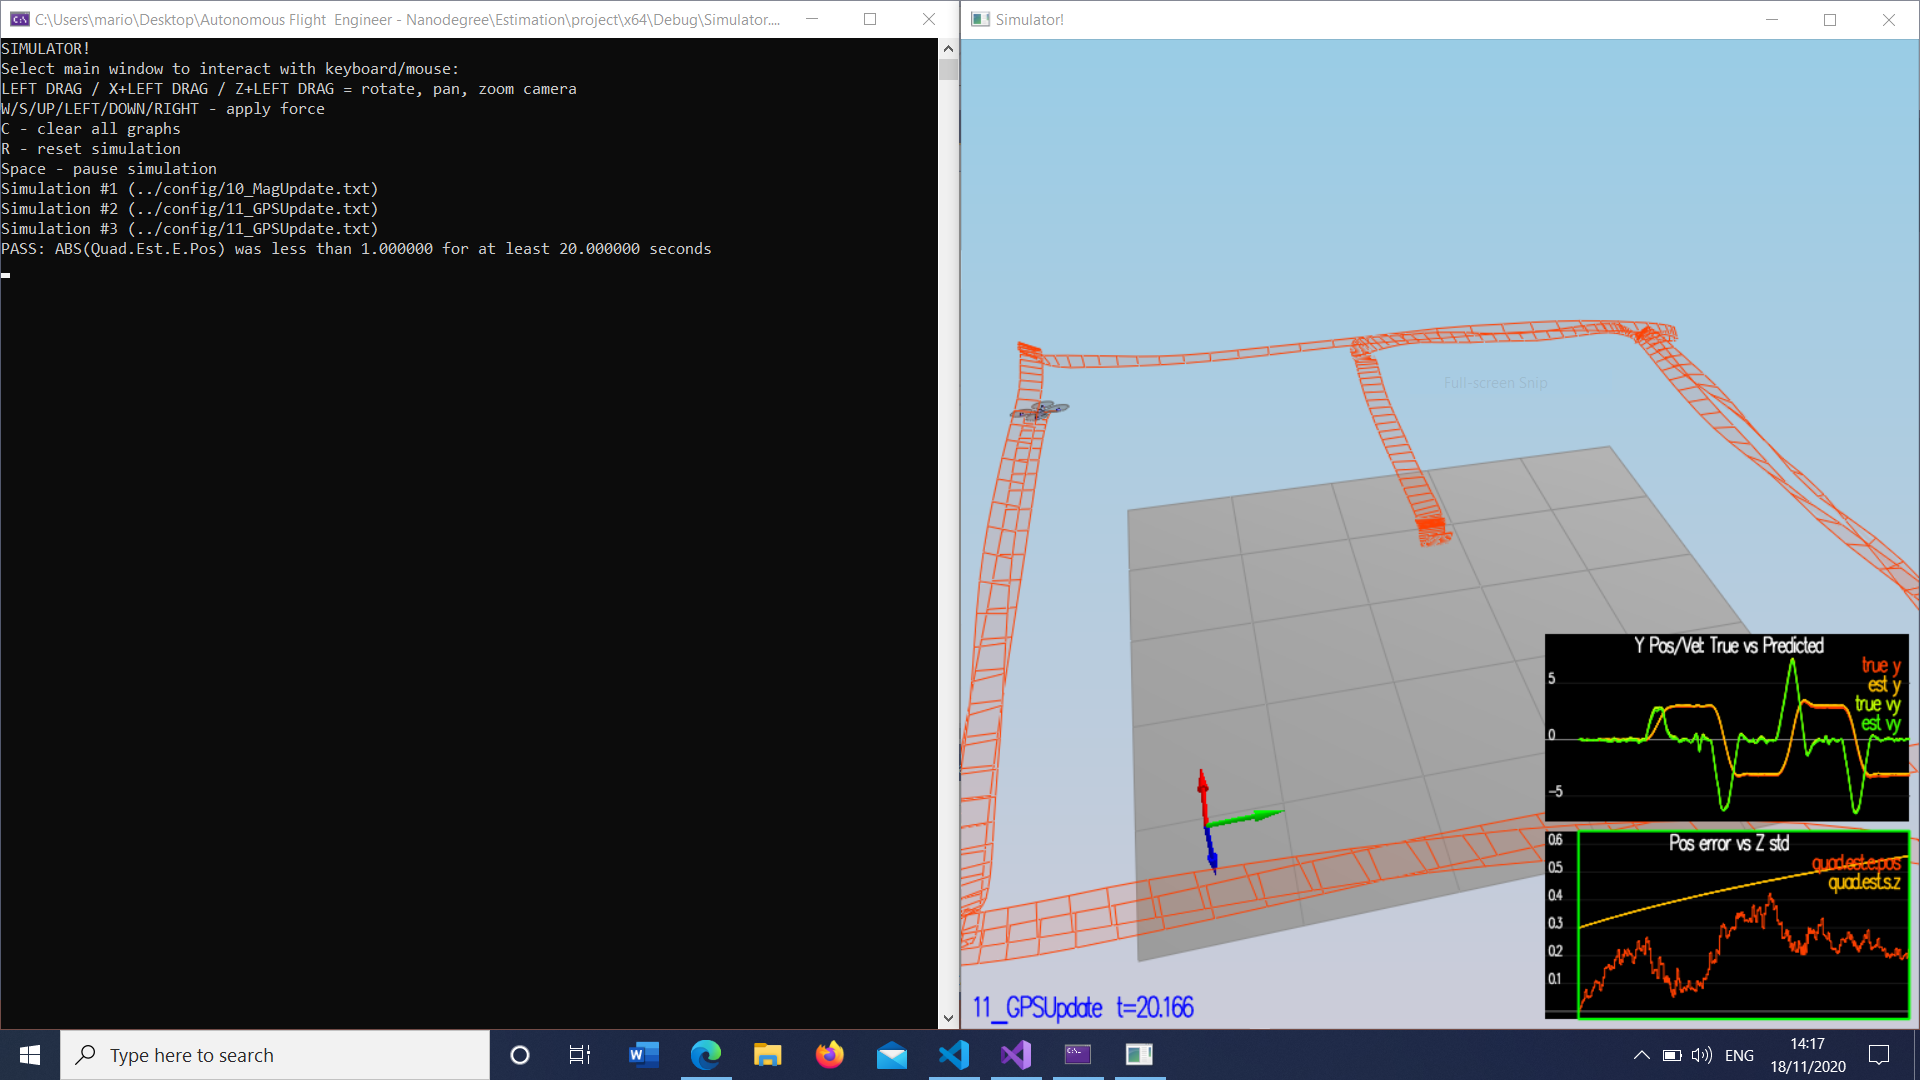 C:\Users\mario\Desktop\Autonomous Flight  Engineer - Nanodegree\Estimation\project\x64\Debug\Simulator....
SIMULATOR!
Select main window to interact with keyboard/mouse:
LEFT DRAG / X+LEFT DRAG / Z+LEFT DRAG = rotate, pan, zoom camera
W/S/UP/LEFT/DOWN/RIGHT - apply force
C - clear all graphs
R - reset simulation
Space - pause simulation
Simulation #1 (../config/10_MagUpdate.txt)
Simulation #2 (../config/11_GPSUpdate.txt)
Simulation #3 (../config/11_GPSUpdate.txt)
PASS: ABS(Quad.Est.E.Pos) was less than 1.000000 for at least 20.000000 seconds
Simulator!
Full-screen Snip
Y Pos/Vel: True vs Predicted
true y
est y
true vy
est vy
5
0
-5
Pos error vs Z std
quad.est.e.pos
quad.est.s.z
0.6
0.5
0.4
0.3
0.2
0.1
11_GPSUpdate t=20.166
Type here to search
ENG
14:17
18/11/2020